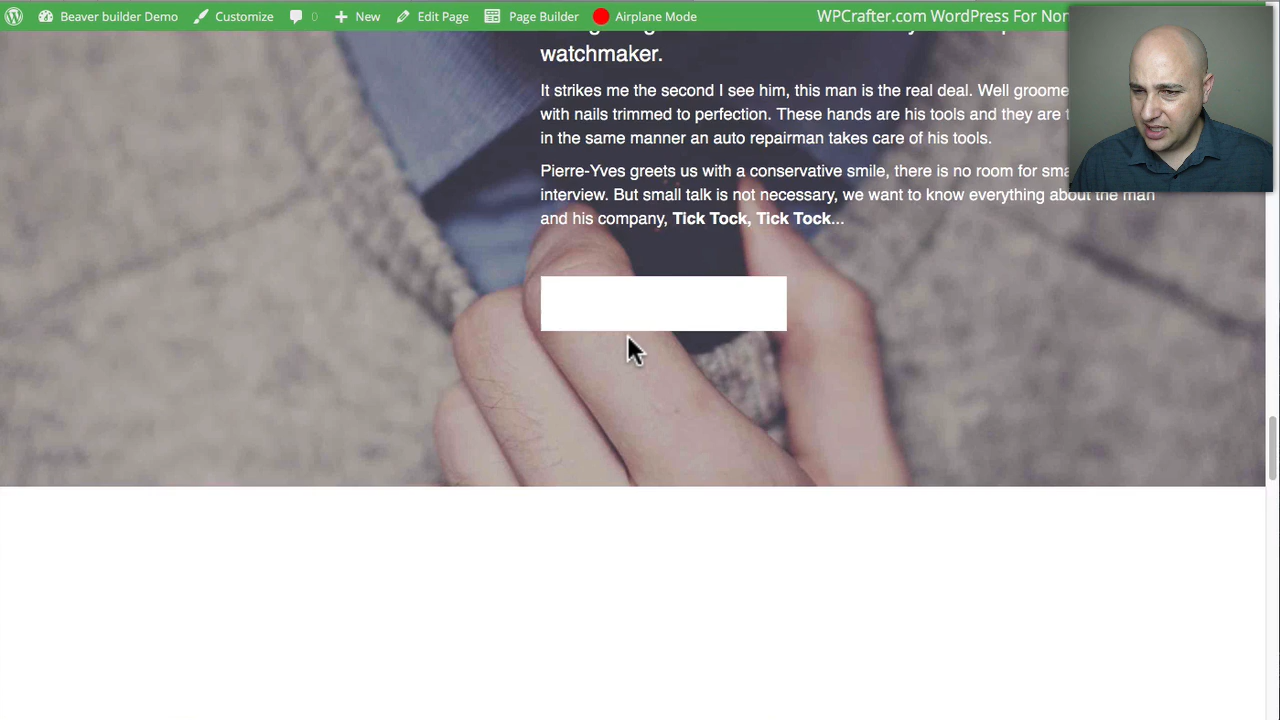 Beaver builder Demo Customize 0 New Edit Page Page Builder Airplane Mode WPCrafter.com WordPress For
watchmaker.
It strikes me the second I see him, this man is the real deal. Well
with nails trimmed to perfection. These hands are his tools and they are
in the same manner an auto repairman takes care of his tools.
Pierre-Yves greets us with a conservative smile, there is no room for
interview. But small talk is not necessary, we want to know everything about the man
and his company, Tick Tock, Tick Tock...